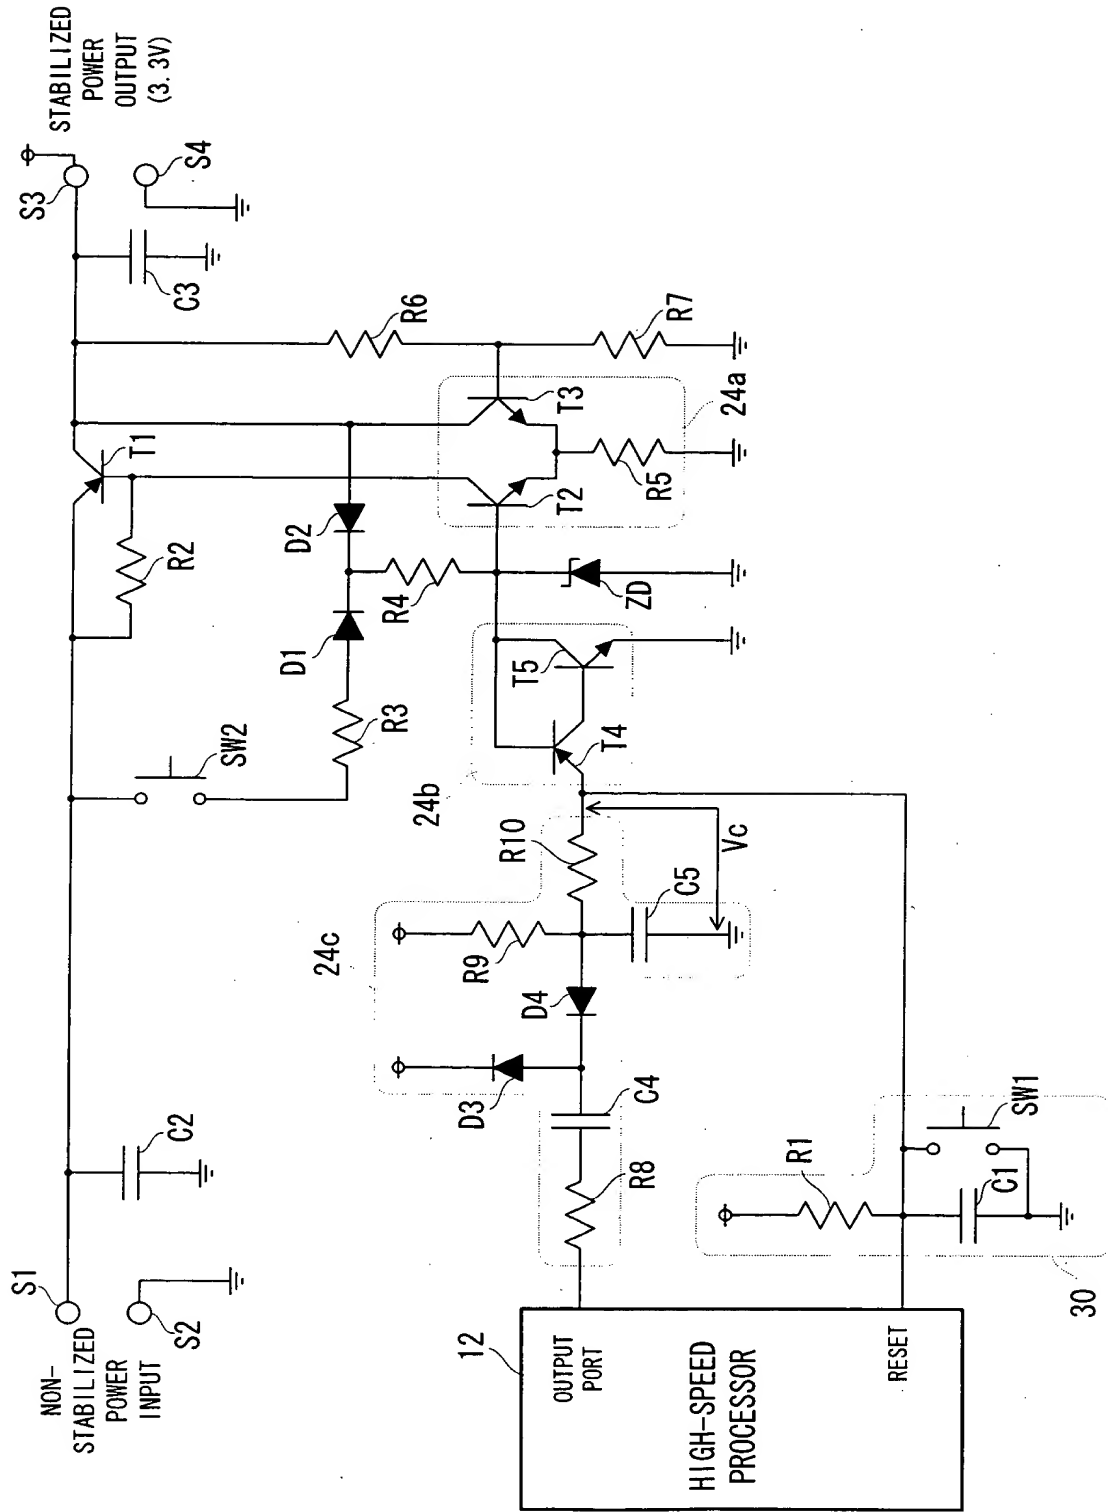 NON-
STABILIZED
POWER
INPUT
S1
S2
C2
R2
T1
S3
S4
STABILIZED
POWER
OUTPUT
(3.3V)
C3
SW2
R3
D1
D2
R4
R6
R7
T2
T3
R5
24a
ZD
24b
T5
T4
24c
R10
R9
D4
D3
C5
Vc
C4
R8
12
OUTPUT
PORT
HIGH-SPEED
PROCESSOR
RESET
R1
C1
SW1
30